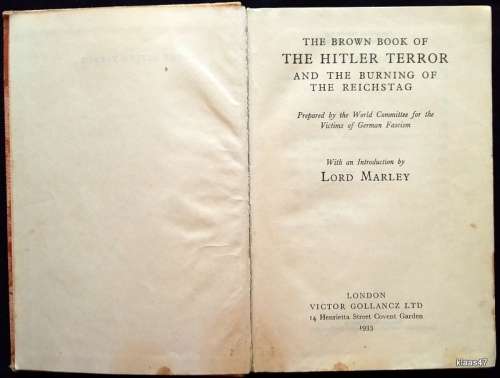 THE BROWN BOOK OF
THE HITLER TERROR
AND THE BURNING OF
THE REICHSTAG
Prepared by the World Committee for the
Victims of German Fascism
With an Introduction by
LORD MARLEY
LONDON
VICTOR GOLLANCZ LTD
14 Henrietta Street Covent Garden
1933
klaas47